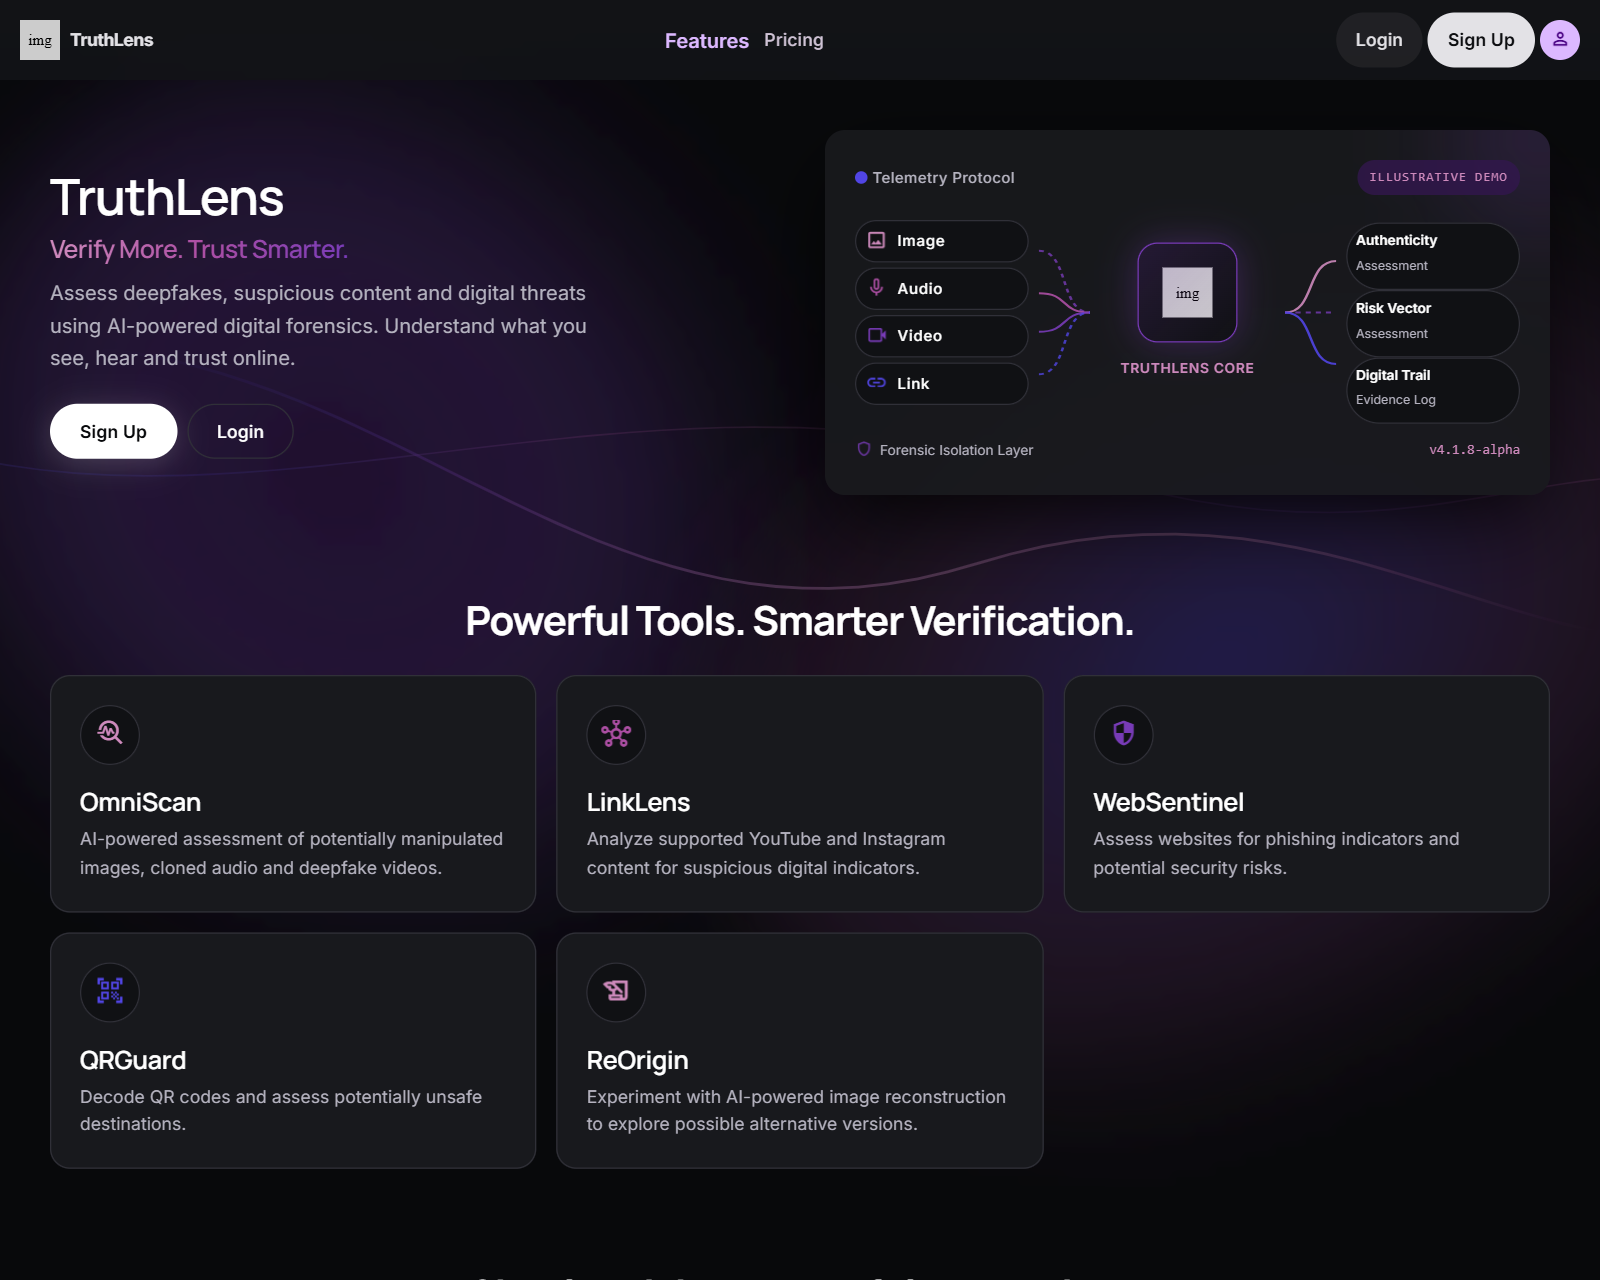 img TruthLens
Features Pricing
Login Sign Up
TruthLens
Verify More. Trust Smarter.
Assess deepfakes, suspicious content and digital threats
using AI-powered digital forensics. Understand what you
see, hear and trust online.
Sign Up Login
Telemetry Protocol
ILLUSTRATIVE DEMO
Image
Audio
Video
Link
img
TRUTHLENS CORE
Authenticity
Assessment
Risk Vector
Assessment
Digital Trail
Evidence Log
Forensic Isolation Layer
v4.1.8-alpha
Powerful Tools. Smarter Verification.
OmniScan
AI-powered assessment of potentially manipulated
images, cloned audio and deepfake videos.
LinkLens
Analyze supported YouTube and Instagram
content for suspicious digital indicators.
WebSentinel
Assess websites for phishing indicators and
potential security risks.
QRGuard
Decode QR codes and assess potentially unsafe
destinations.
ReOrigin
Experiment with AI-powered image reconstruction
to explore possible alternative versions.